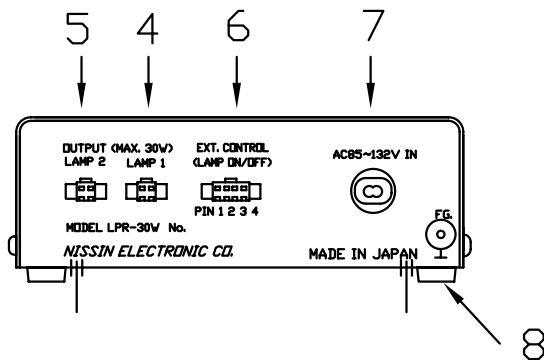 5 4 6 7
OUTPUT (MAX. 30W) EXT. CONTROL
LAMP 2 LAMP 1 (LAMP ON/OFF) AC85~132V IN
PIN 1 2 3 4
F.G.
MODEL LPR-30W No.
NISSIN ELECTRONIC CO. MADE IN JAPAN
8